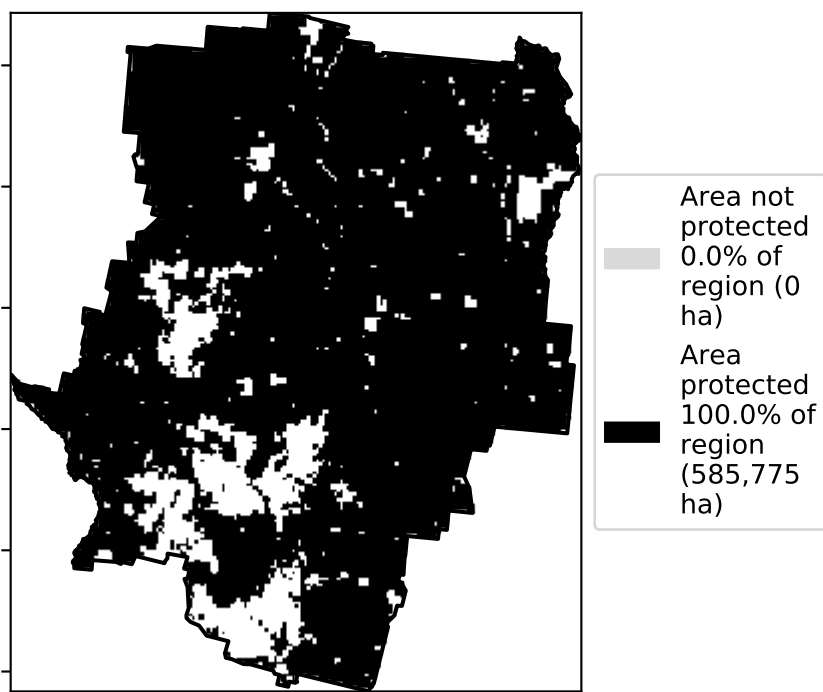 Area not
protected
0.0% of
region (0
ha)
Area
protected
100.0% of
region
(585,775
ha)